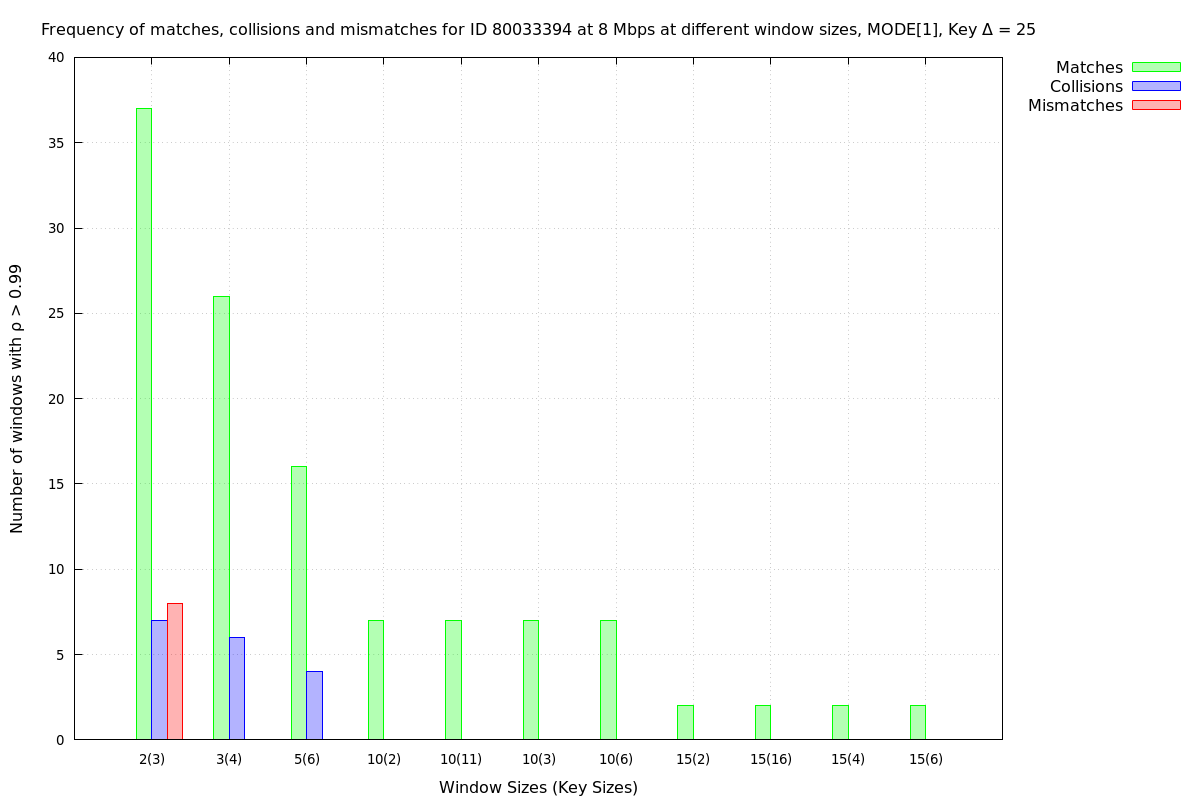 Frequency of matches, collisions and mismatches for ID 80033394 at 8 Mbps at different window sizes, MODE[1], Key Δ = 25
Matches
Collisions
Mismatches
Number of windows with ρ > 0.99
40
35
30
25
20
15
10
5
0
2(3) 3(4) 5(6) 10(2) 10(11) 10(3) 10(6) 15(2) 15(16) 15(4) 15(6)
Window Sizes (Key Sizes)